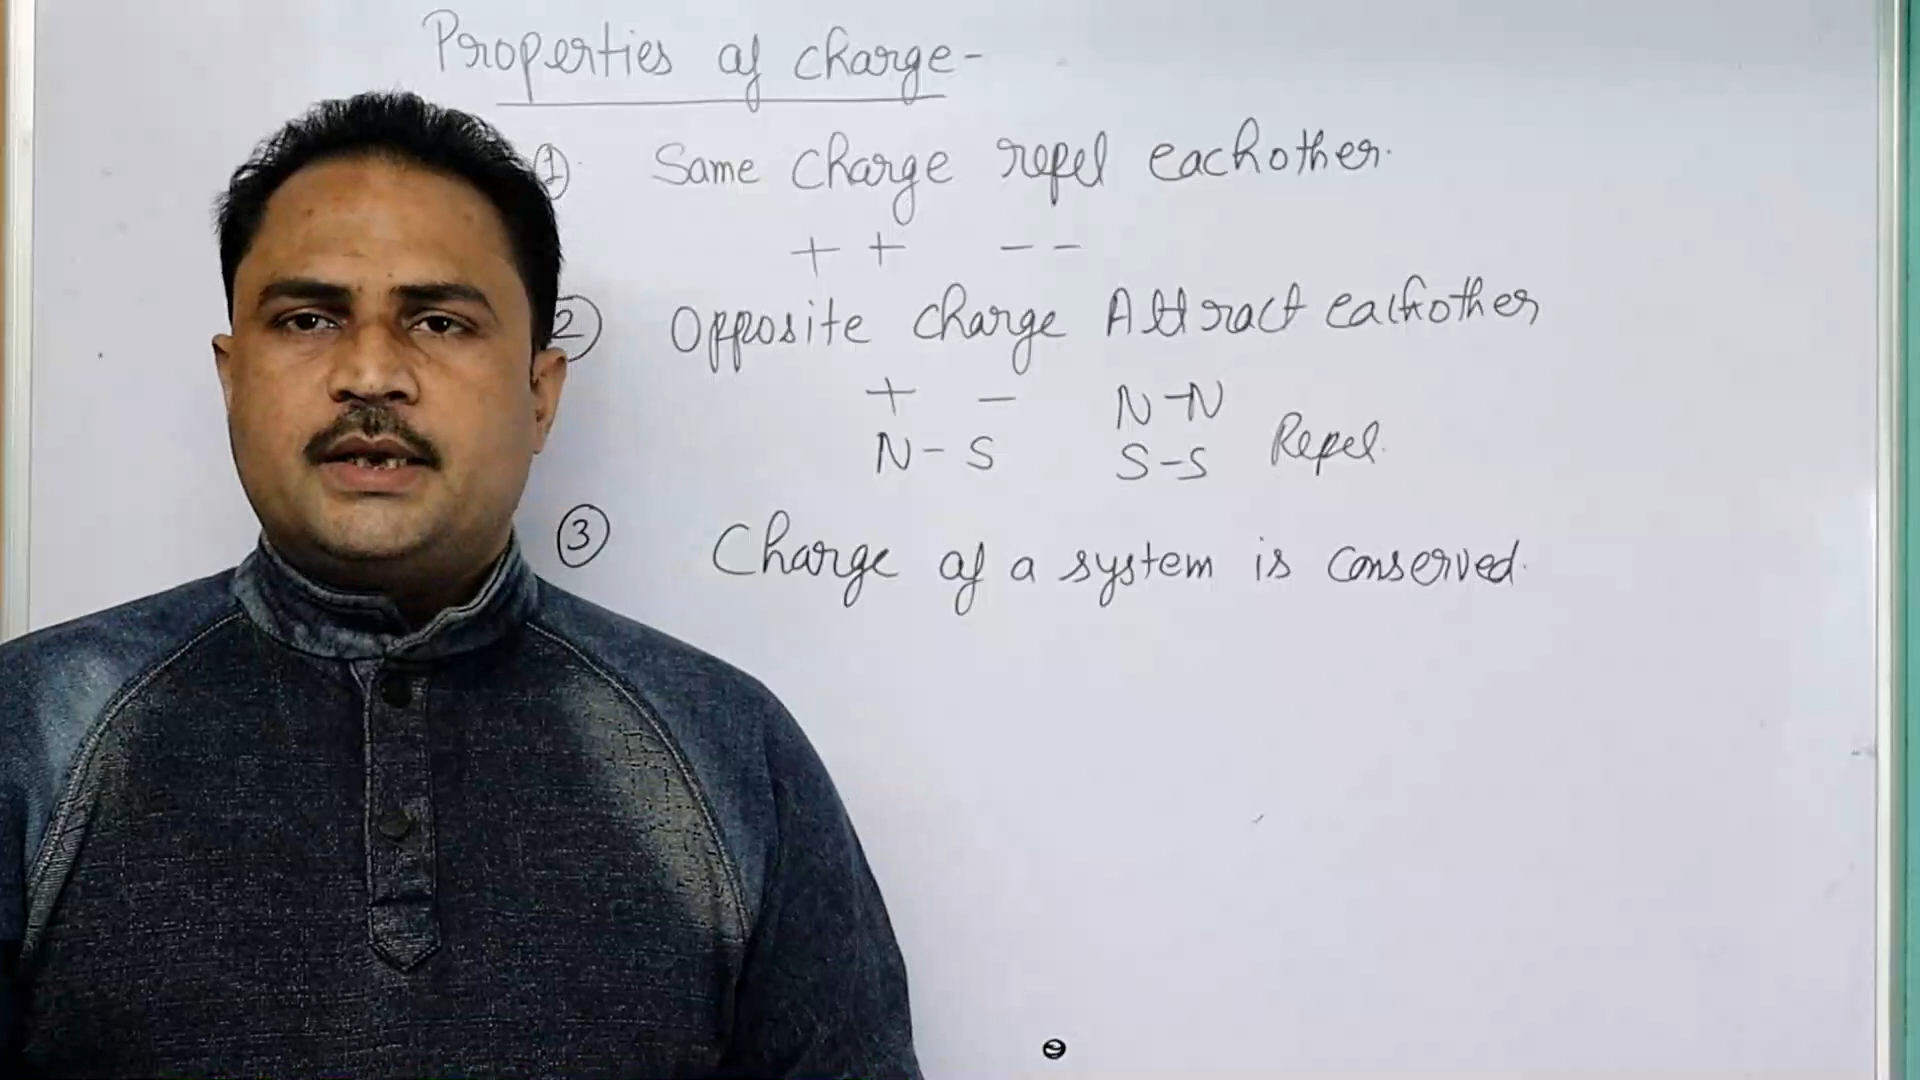 Properties of charge-
1). Same charge repel eachother.
+ + - -
2) Opposite charge Attract eachother
+ - N-N
N-S S-S Repel.
3 Charge of a system is conserved.